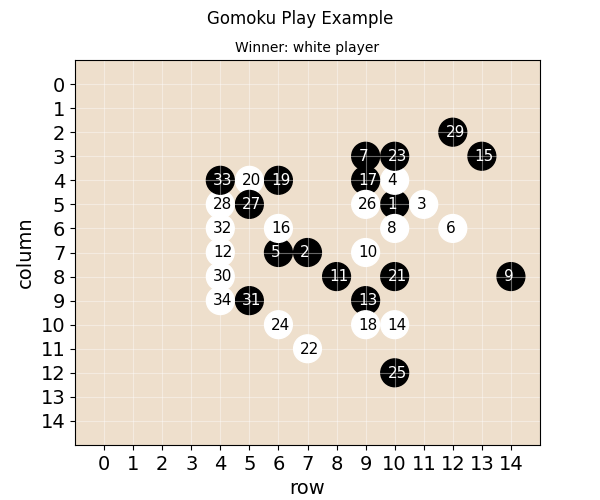 Gomoku Play Example
Winner: white player
column
0
1
2 29
3 7 23 15
4 33 20 19 17 4
5 28 27 26 1 3
6 32 16 8 6
7 12 5 2 10
8 30 11 21 9
9 34 31 13
10 24 18 14
11 22
12 25
13
14
0 1 2 3 4 5 6 7 8 9 10 11 12 13 14
row